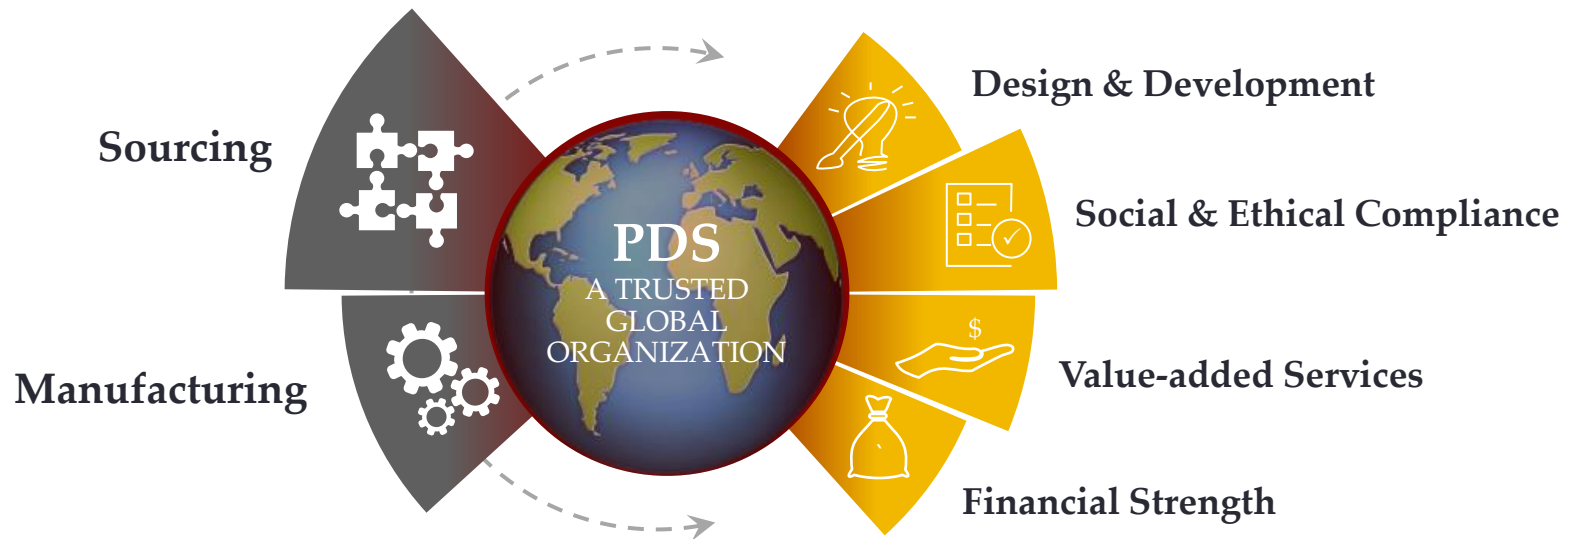 Sourcing
Manufacturing
PDS
A TRUSTED
GLOBAL
ORGANIZATION
Design & Development
Social & Ethical Compliance
$
Value-added Services
Financial Strength